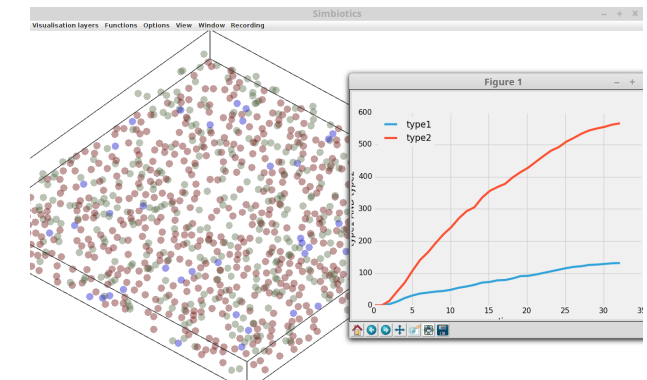 Simbiotics
Visualisation layers Functions Options View Window Recording
Figure 1
600
500
400
300
200
100
0
type1
type2
0 5 10 15 20 25 30 35